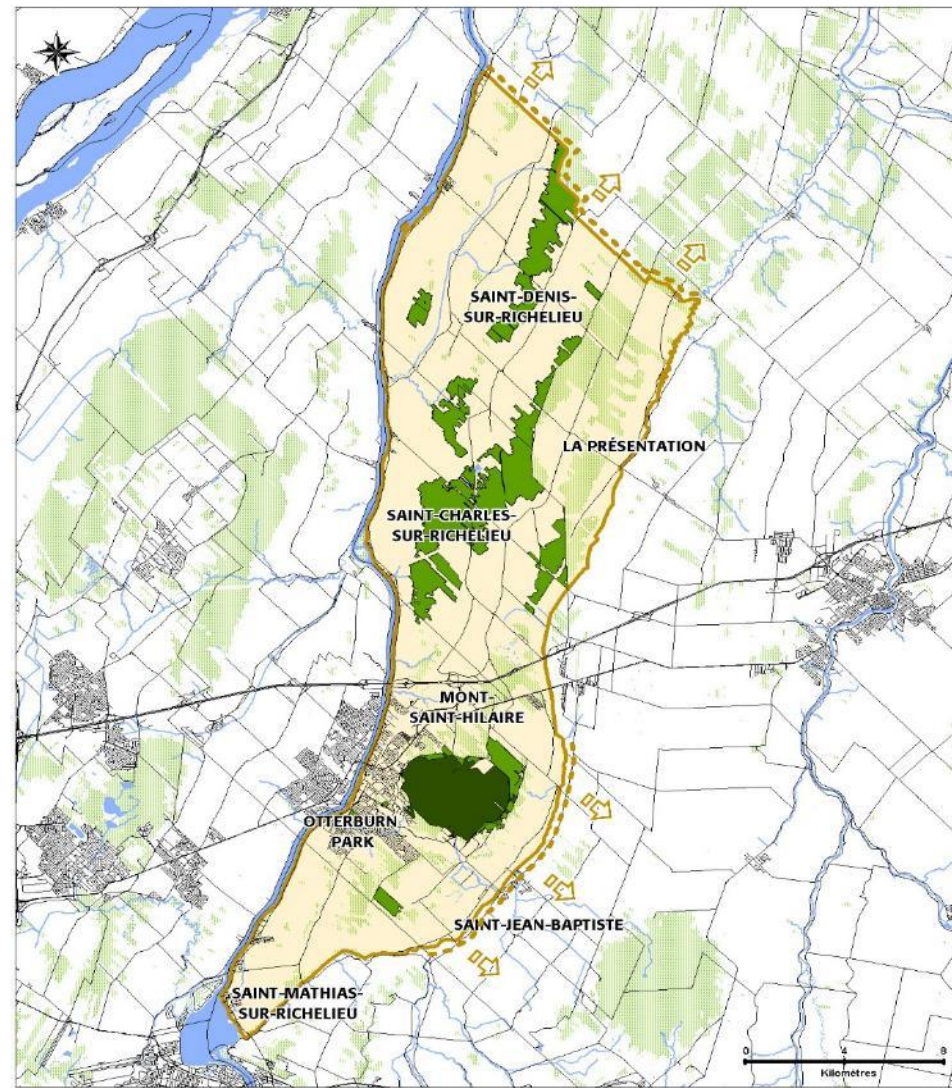 SAINT-DENIS-
SUR-RICHELIEU
LA PRÉSENTATION
SAINT-CHARLES-
SUR-RICHELIEU
MONT-
SAINT-HILAIRE
OTTERBURN
PARK
SAINT-JEAN-BAPTISTE
SAINT-MATHIAS-
SUR-RICHELIEU
0 4 8
Kilomètres